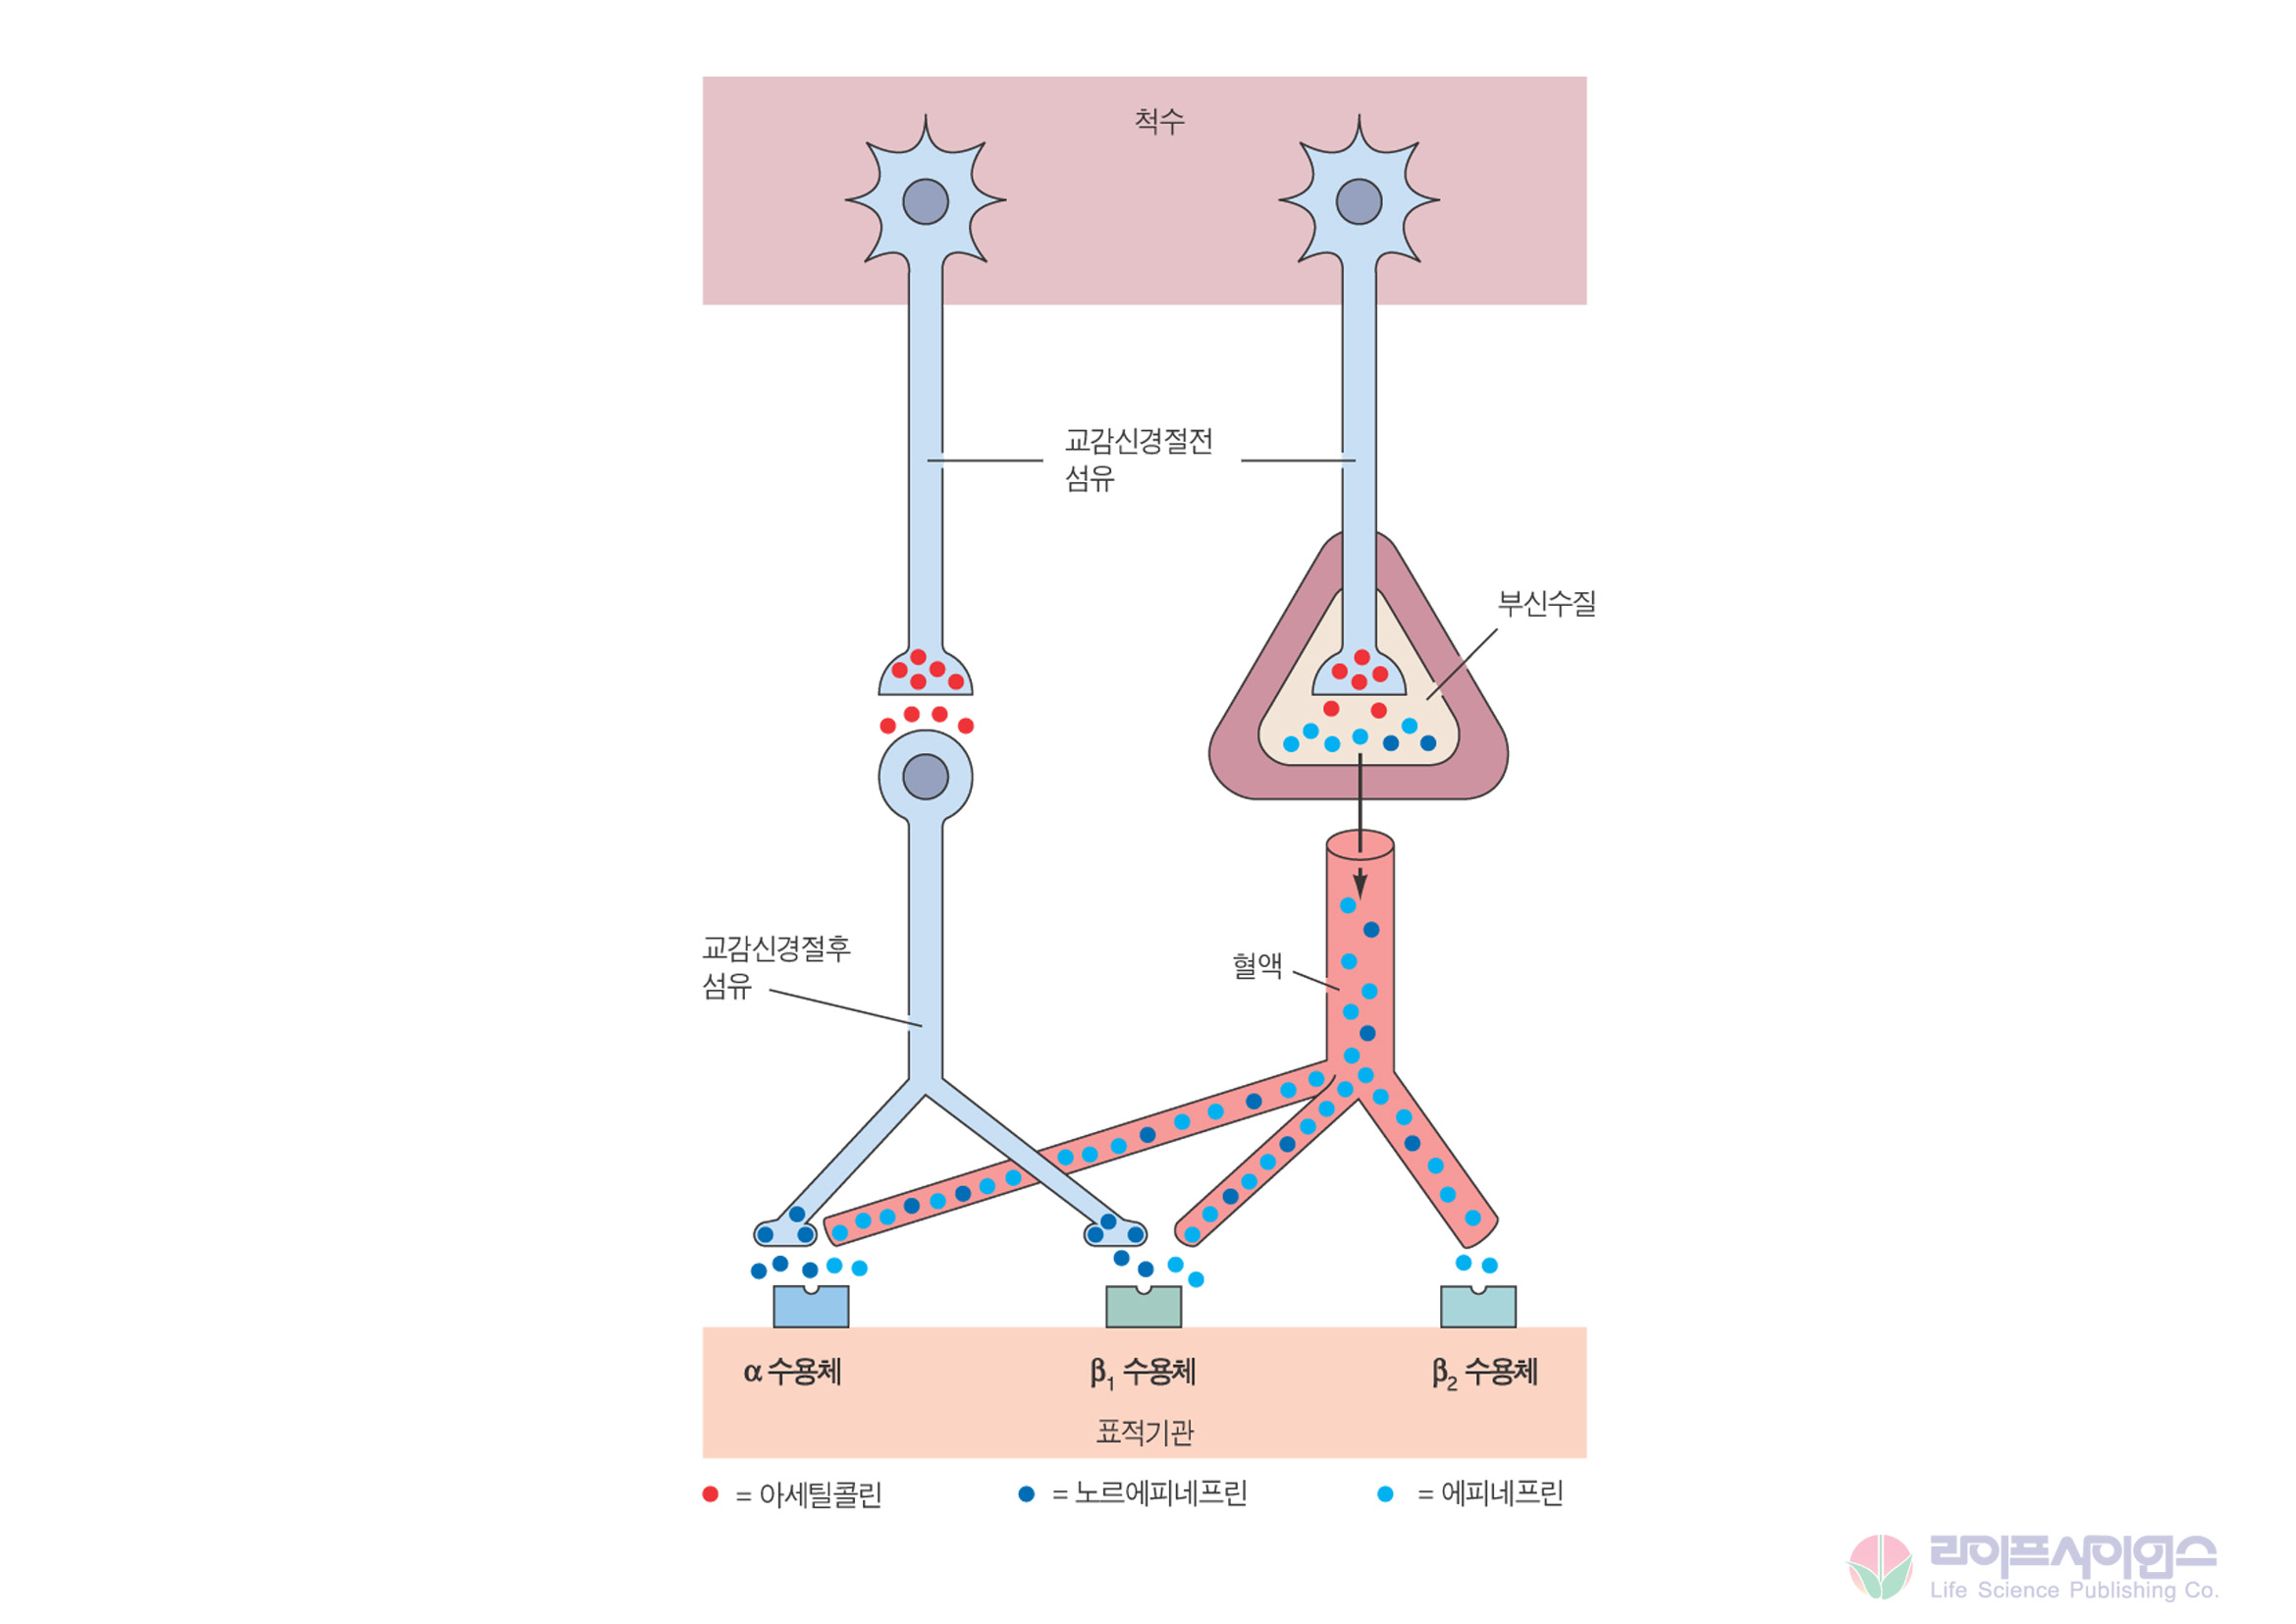 척수
교감신경절전
섬유
부신수질
교감신경절후
섬유
혈액
α 수용체
β1 수용체
β2 수용체
표적기관
= 아세틸콜린
= 노르에피네프린
= 에피네프린
라이프사이언스
Life Science Publishing Co.